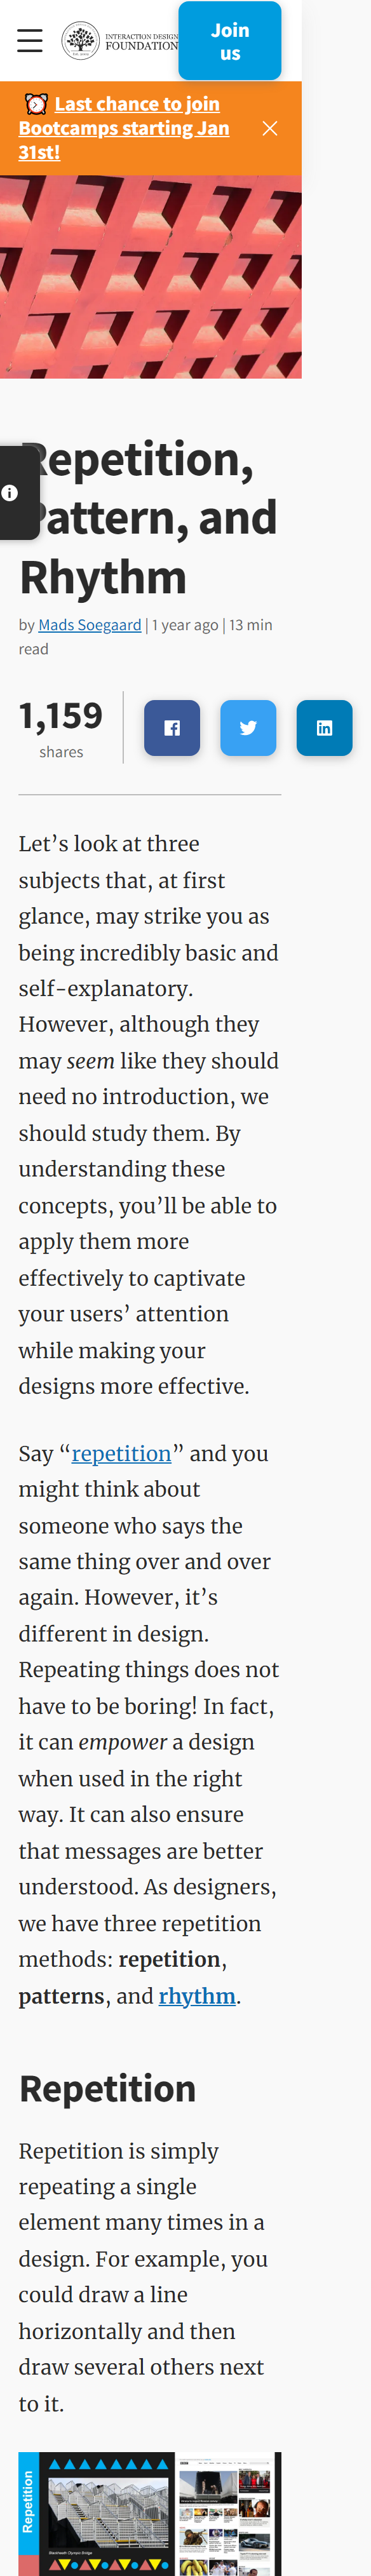 INTERACTION DESIGN
FOUNDATION
Join
us
Last chance to join
Bootcamps starting Jan
31st!
Repetition,
Pattern, and
Rhythm
by Mads Soegaard | 1 year ago | 13 min
read
1,159
shares
Let’s look at three
subjects that, at first
glance, may strike you as
being incredibly basic and
self-explanatory.
However, although they
may seem like they should
need no introduction, we
should study them. By
understanding these
concepts, you’ll be able to
apply them more
effectively to captivate
your users’ attention
while making your
designs more effective.
Say “repetition” and you
might think about
someone who says the
same thing over and over
again. However, it’s
different in design.
Repeating things does not
have to be boring! In fact,
it can empower a design
when used in the right
way. It can also ensure
that messages are better
understood. As designers,
we have three repetition
methods: repetition,
patterns, and rhythm.
Repetition
Repetition is simply
repeating a single
element many times in a
design. For example, you
could draw a line
horizontally and then
draw several others next
to it.
Repetition